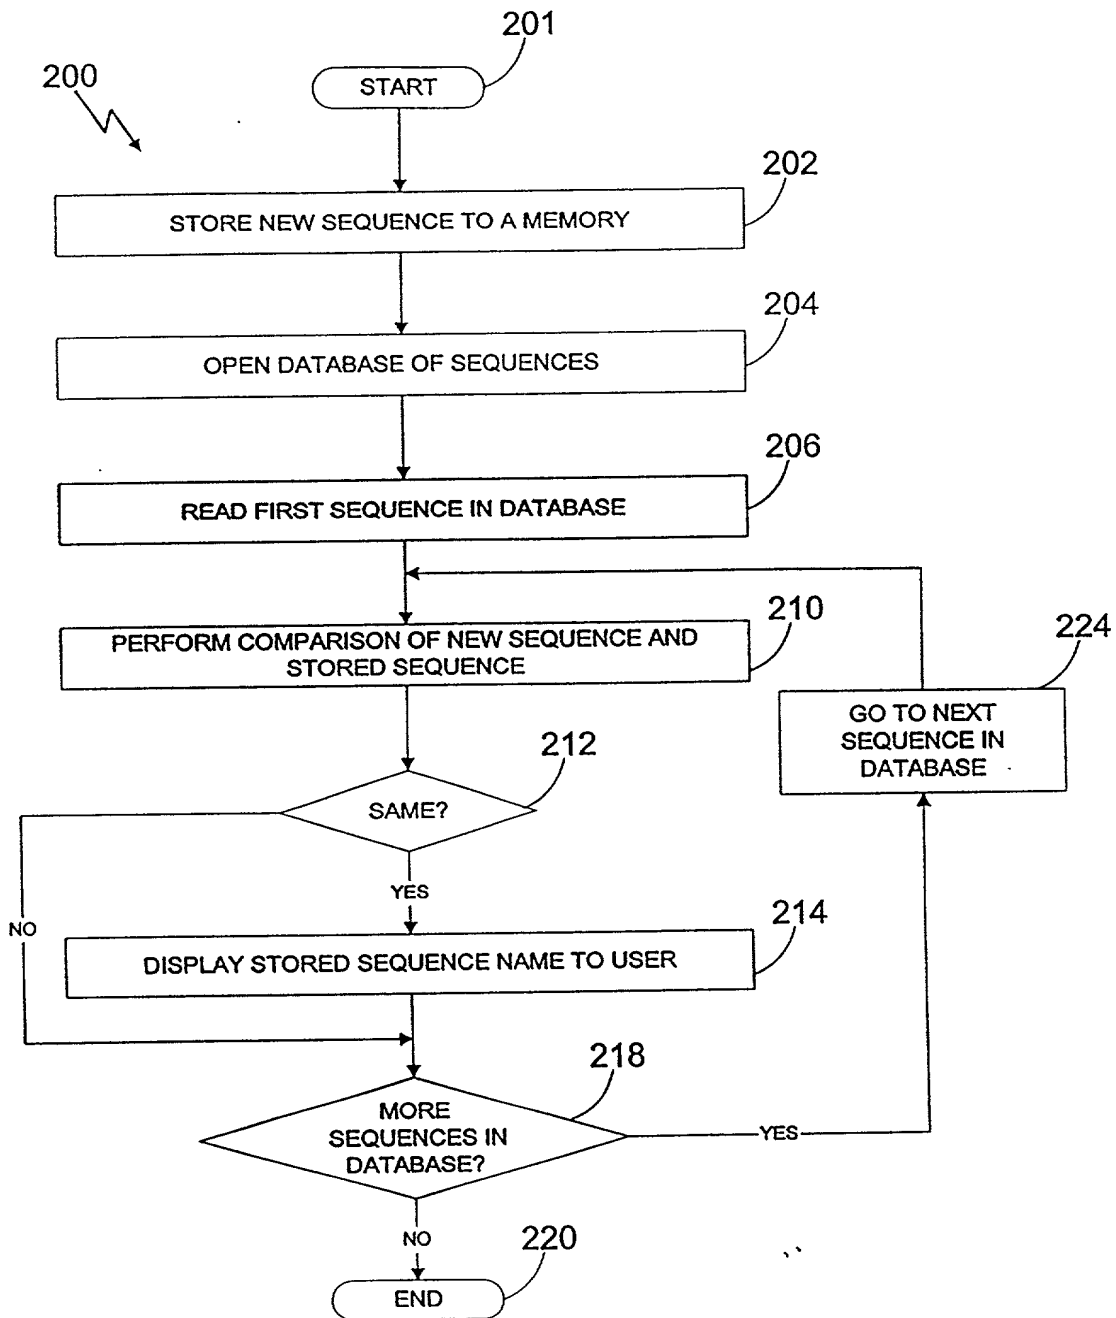 201
200
START
202
STORE NEW SEQUENCE TO A MEMORY
204
OPEN DATABASE OF SEQUENCES
206
READ FIRST SEQUENCE IN DATABASE
210
PERFORM COMPARISON OF NEW SEQUENCE AND
STORED SEQUENCE
224
GO TO NEXT
SEQUENCE IN
DATABASE
212
SAME?
YES
NO
214
DISPLAY STORED SEQUENCE NAME TO USER
218
MORE
SEQUENCES IN
DATABASE?
YES
NO
220
END